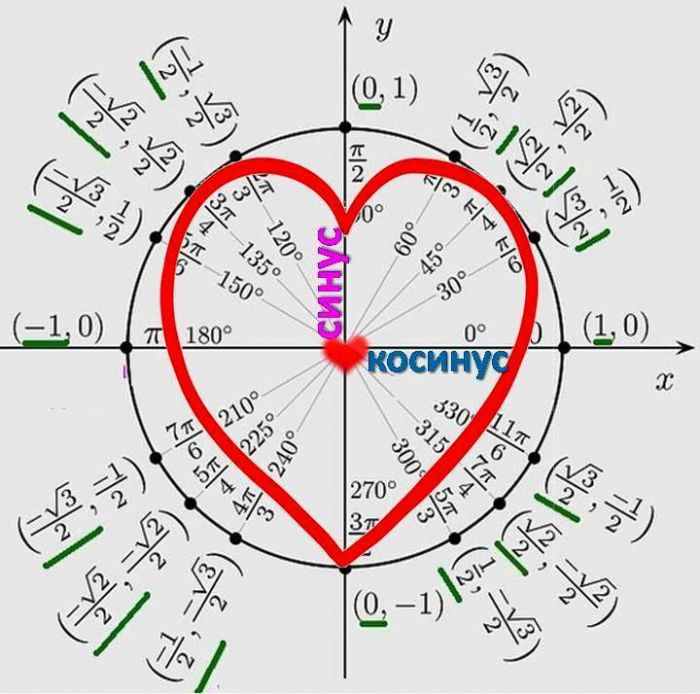 y
(-1/2, √3/2)
(0, 1)
(1/2, √3/2)
(-√2/2, √2/2)
(√2/2, √2/2)
(-√3/2, 1/2)
(√3/2, 1/2)
π/2
2π/3
π/3
90°
3π/4
120°
60°
π/4
5π/6
135°
45°
π/6
150°
30°
синус
(-1, 0)
π
180°
0°
0
(1, 0)
косинус
x
210°
330°
7π/6
225°
315
11π/6
5π/4
240°
300°
7π/4
4π/3
270°
5π/3
3π/2
(-√3/2, -1/2)
(√3/2, -1/2)
(-√2/2, -√2/2)
(√2/2, -√2/2)
(-1/2, -√3/2)
(0, -1)
(1/2, -√3/2)